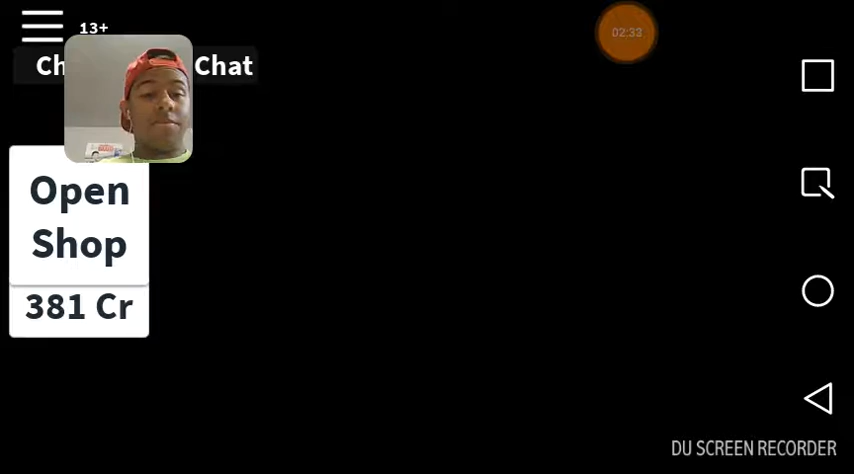 13+
02:33
Ch
Chat
Open
Shop
381 Cr
DU SCREEN RECORDER